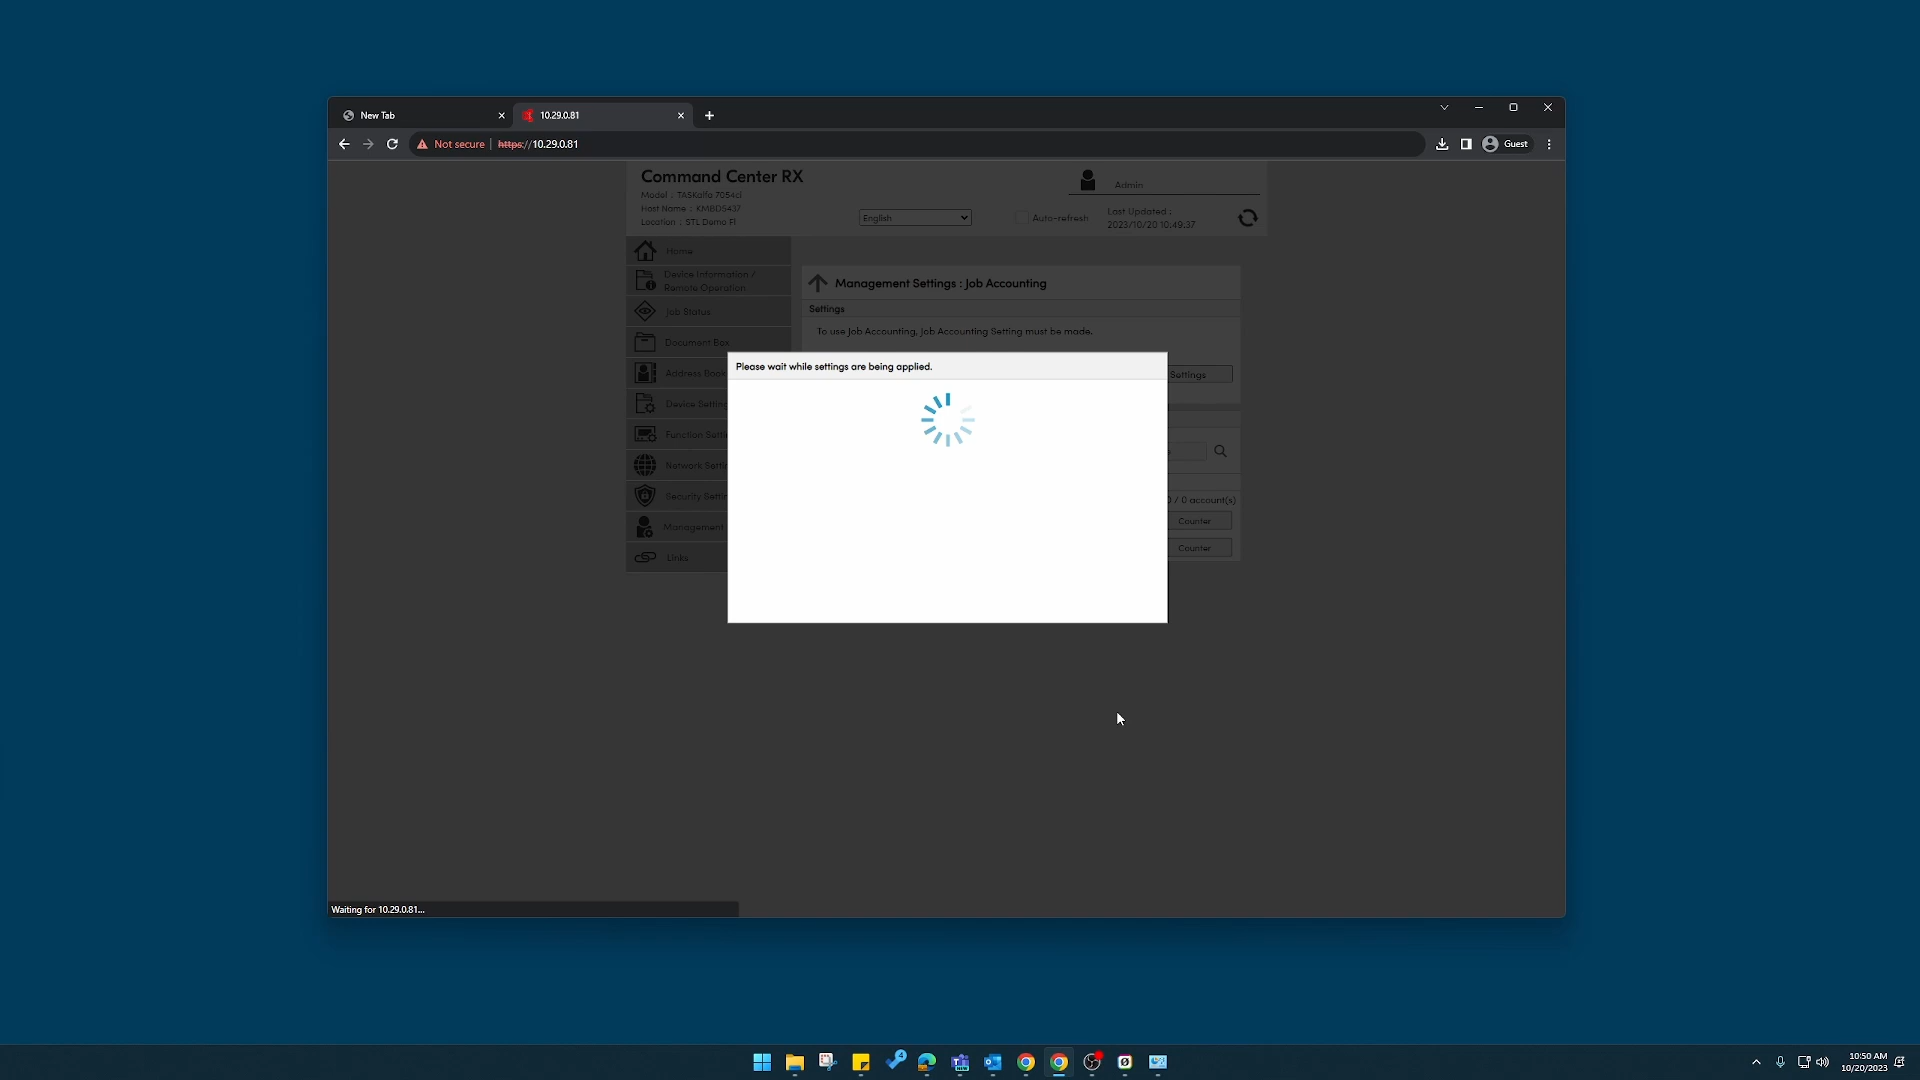 New Tab
10.29.0.81
Not secure
https://10.29.0.81
Guest
Command Center RX
Model : TASKalfa 7054ci
Host Name : KMBD5437
Location : STL Demo Fl
English
Admin
Auto-refresh
Last Updated :
2023/10/20 10:49:37
Home
Device Information /
Remote Operation
Job Status
Document Box
Address Book
Device Setting
Function Settin
Network Settin
Security Settin
Management
Links
Management Settings : Job Accounting
Settings
To use Job Accounting, Job Accounting Setting must be made.
Settings
Please wait while settings are being applied.
0 / 0 account(s)
Counter
Counter
Waiting for 10.29.0.81...
4
10:50 AM
10/20/2023